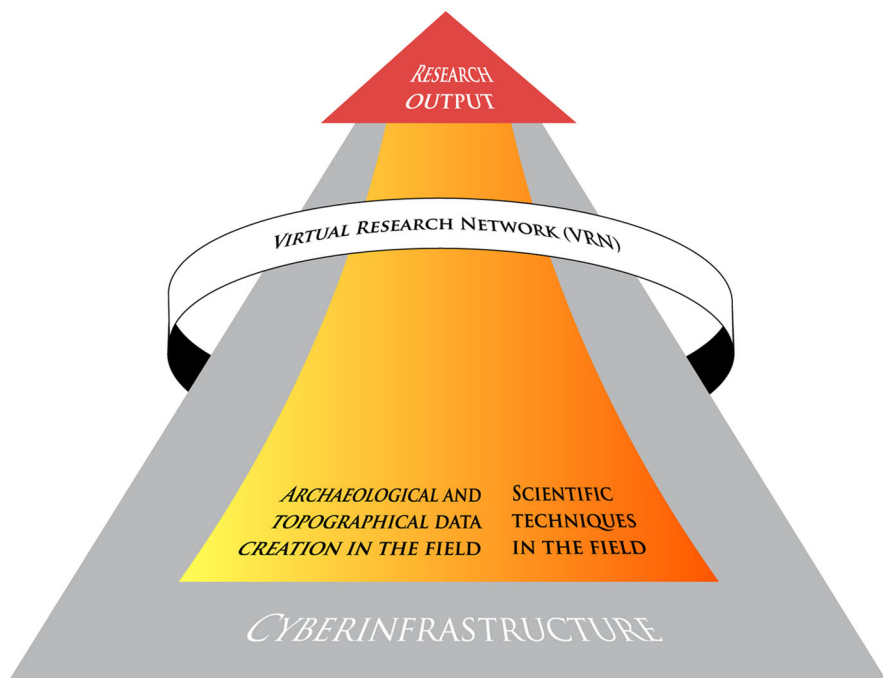 RESEARCH
OUTPUT
VIRTUAL RESEARCH NETWORK (VRN)
ARCHAEOLOGICAL AND
TOPOGRAPHICAL DATA
CREATION IN THE FIELD
SCIENTIFIC
TECHNIQUES
IN THE FIELD
CYBERINFRASTRUCTURE